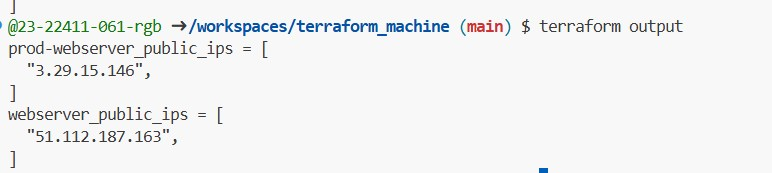 ]
@23-22411-061-rgb ➜/workspaces/terraform_machine (main) $ terraform output
prod-webserver_public_ips = [
  "3.29.15.146",
]
webserver_public_ips = [
  "51.112.187.163",
]